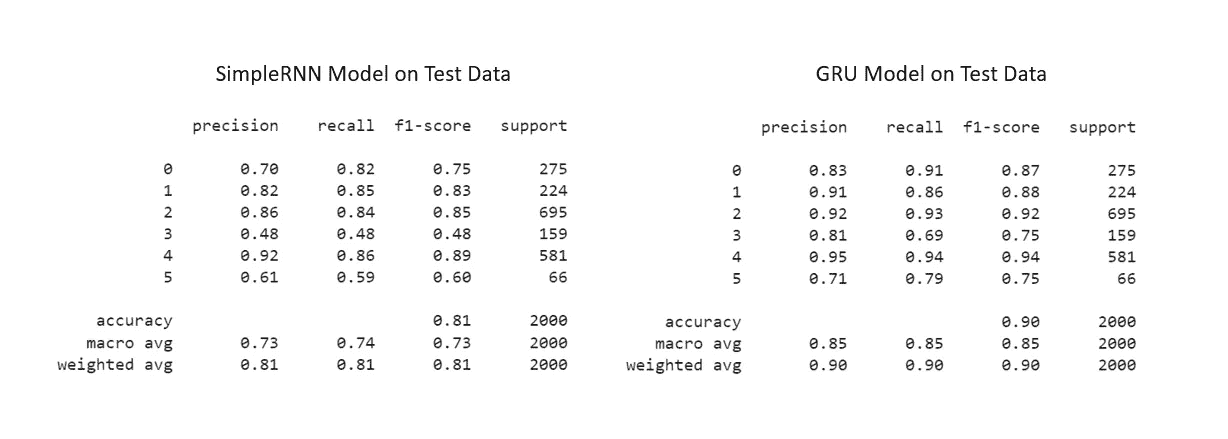 SimpleRNN Model on Test Data
precision recall f1-score support
0 0.70 0.82 0.75 275
1 0.82 0.85 0.83 224
2 0.86 0.84 0.85 695
3 0.48 0.48 0.48 159
4 0.92 0.86 0.89 581
5 0.61 0.59 0.60 66
accuracy 0.81 2000
macro avg 0.73 0.74 0.73 2000
weighted avg 0.81 0.81 0.81 2000
GRU Model on Test Data
precision recall f1-score support
0 0.83 0.91 0.87 275
1 0.91 0.86 0.88 224
2 0.92 0.93 0.92 695
3 0.81 0.69 0.75 159
4 0.95 0.94 0.94 581
5 0.71 0.79 0.75 66
accuracy 0.90 2000
macro avg 0.85 0.85 0.85 2000
weighted avg 0.90 0.90 0.90 2000